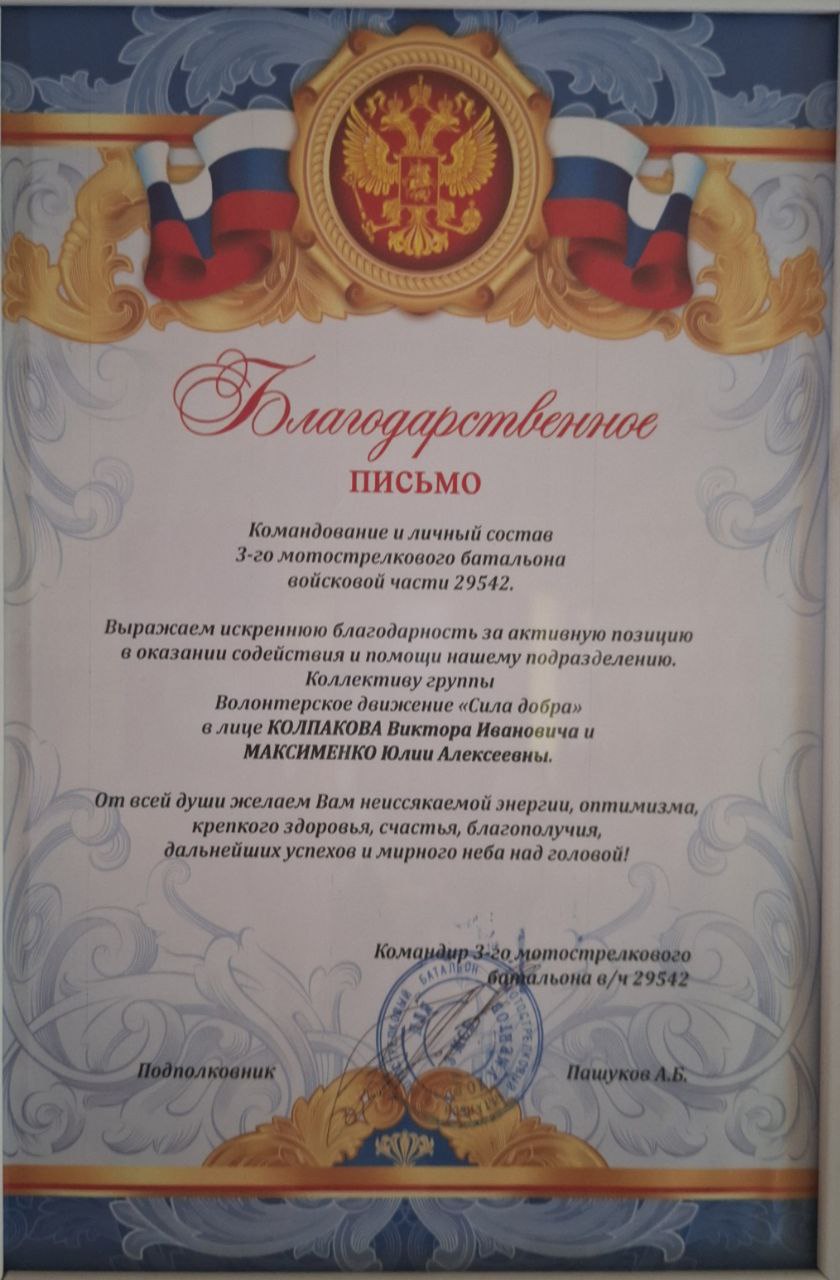 Благодарственное
ПИСЬМО
Командование и личный состав
3-го мотострелкового батальона
войсковой части 29542.
Выражаем искреннюю благодарность за активную позицию
в оказании содействия и помощи нашему подразделению.
Коллективу группы
Волонтерское движение «Сила добра»
в лице КОЛПАКОВА Виктора Ивановича и
МАКСИМЕНКО Юлии Алексеевны.
От всей души желаем Вам неиссякаемой энергии, оптимизма,
крепкого здоровья, счастья, благополучия,
дальнейших успехов и мирного неба над головой!
Командир 3-го мотострелкового
батальона в/ч 29542
БАТАЛЬОН
Подполковник
Пашуков А.Б.